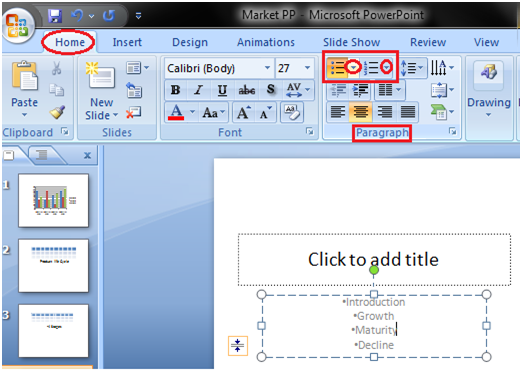 Market PP - Microsoft PowerPoint
Home Insert Design Animations Slide Show Review View
Calibri (Body) 27
Paste New Slide B I U abe S AV Drawing
A Aa A A
Clipboard Slides Font Paragraph
1
2
3
Click to add title
•Introduction
•Growth
•Maturity
•Decline